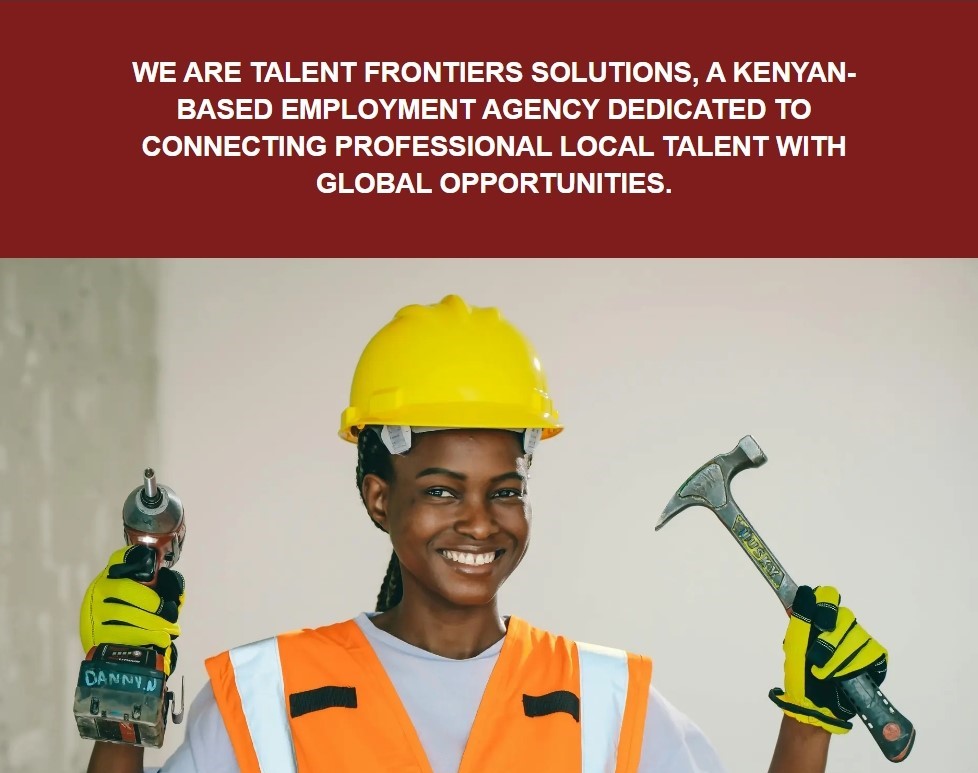 WE ARE TALENT FRONTIERS SOLUTIONS, A KENYAN-
BASED EMPLOYMENT AGENCY DEDICATED TO
CONNECTING PROFESSIONAL LOCAL TALENT WITH
GLOBAL OPPORTUNITIES.
HUSKY
DANNY.N